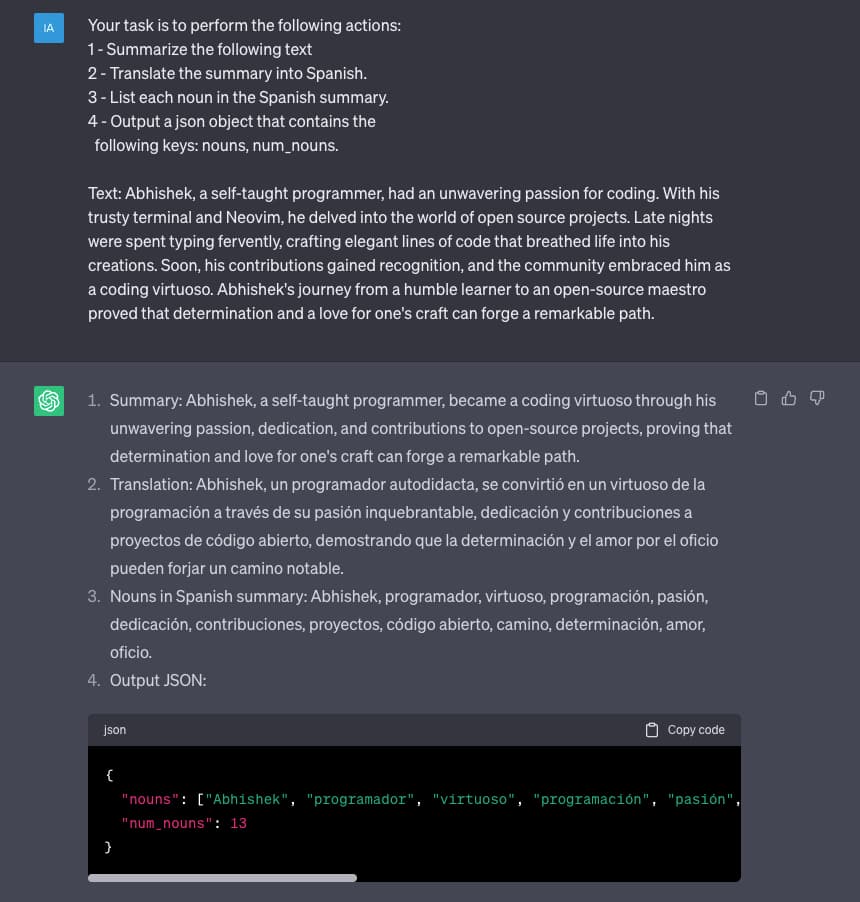 IA
Your task is to perform the following actions:
1 - Summarize the following text
2 - Translate the summary into Spanish.
3 - List each noun in the Spanish summary.
4 - Output a json object that contains the
following keys: nouns, num_nouns.
Text: Abhishek, a self-taught programmer, had an unwavering passion for coding. With his
trusty terminal and Neovim, he delved into the world of open source projects. Late nights
were spent typing fervently, crafting elegant lines of code that breathed life into his
creations. Soon, his contributions gained recognition, and the community embraced him as
a coding virtuoso. Abhishek's journey from a humble learner to an open-source maestro
proved that determination and a love for one's craft can forge a remarkable path.
1. Summary: Abhishek, a self-taught programmer, became a coding virtuoso through his
unwavering passion, dedication, and contributions to open-source projects, proving that
determination and love for one's craft can forge a remarkable path.
2. Translation: Abhishek, un programador autodidacta, se convirtió en un virtuoso de la
programación a través de su pasión inquebrantable, dedicación y contribuciones a
proyectos de código abierto, demostrando que la determinación y el amor por el oficio
pueden forjar un camino notable.
3. Nouns in Spanish summary: Abhishek, programador, virtuoso, programación, pasión,
dedicación, contribuciones, proyectos, código abierto, camino, determinación, amor,
oficio.
4. Output JSON:
json Copy code
{
"nouns": ["Abhishek", "programador", "virtuoso", "programación", "pasión",
"num_nouns": 13
}